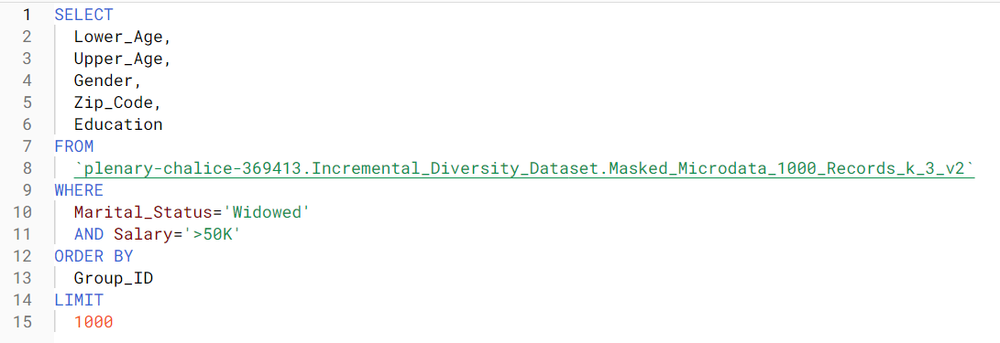 1 SELECT
2 Lower_Age,
3 Upper_Age,
4 Gender,
5 Zip_Code,
6 Education
7 FROM
8 `plenary-chalice-369413.Incremental_Diversity_Dataset.Masked_Microdata_1000_Records_k_3_v2`
9 WHERE
10 Marital_Status='Widowed'
11 AND Salary='>50K'
12 ORDER BY
13 Group_ID
14 LIMIT
15 1000